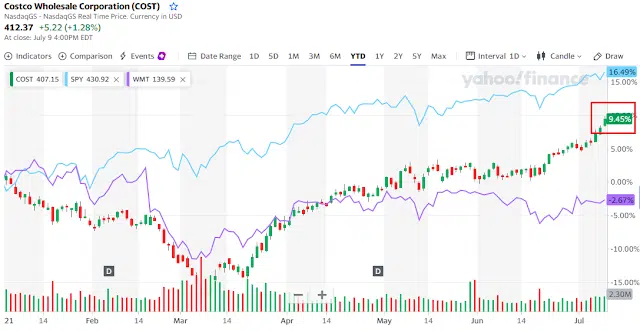 Costco Wholesale Corporation (COST)
NasdaqGS - NasdaqGS Real Time Price. Currency in USD
412.37 +5.22 (+1.28%)
At close: July 9 4:00PM EDT
Indicators Comparison Events Date Range 1D 5D 1M 3M 6M YTD 1Y 2Y 5Y Max Interval 1D Candle Draw
COST 407.15 SPY 430.92 WMT 139.59
yahoo!finance
16.49%
15.00%
9.45%
5.00%
0.00%
-2.67%
-5.00%
-10.00%
-15.00%
D D
2.30M
21 14 Feb 14 Mar 14 Apr 14 May 14 Jun 14 Jul